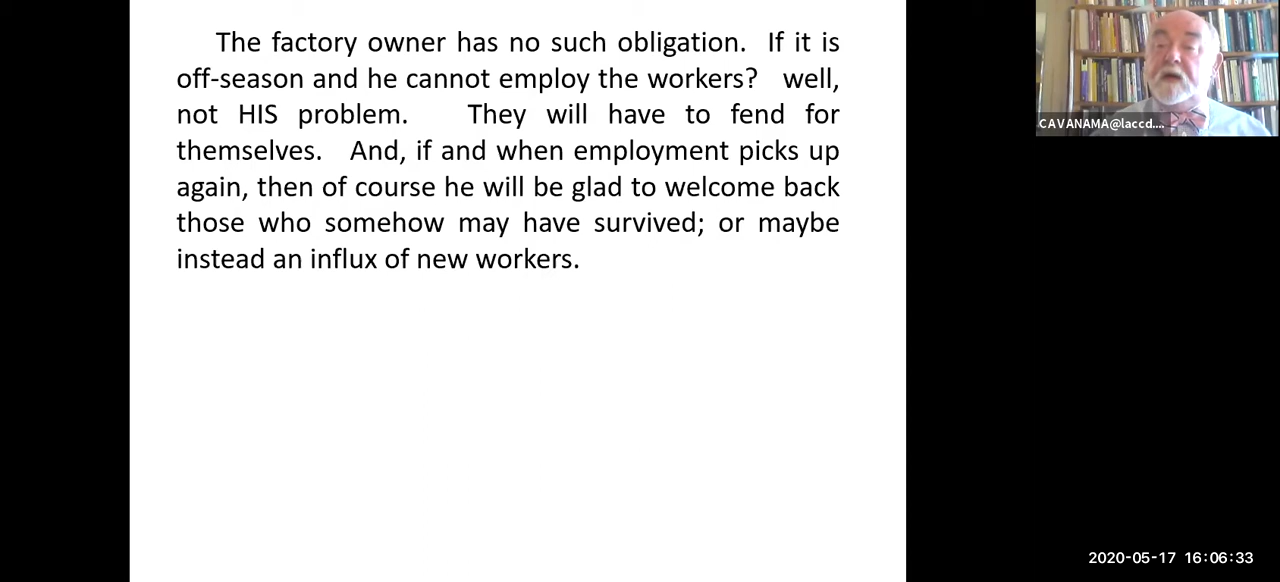 The factory owner has no such obligation. If it is
off-season and he cannot employ the workers? well,
not HIS problem. They will have to fend for
themselves. And, if and when employment picks up
again, then of course he will be glad to welcome back
those who somehow may have survived; or maybe
instead an influx of new workers.
CAVANAMA@laccd....
2020-05-17 16:06:33